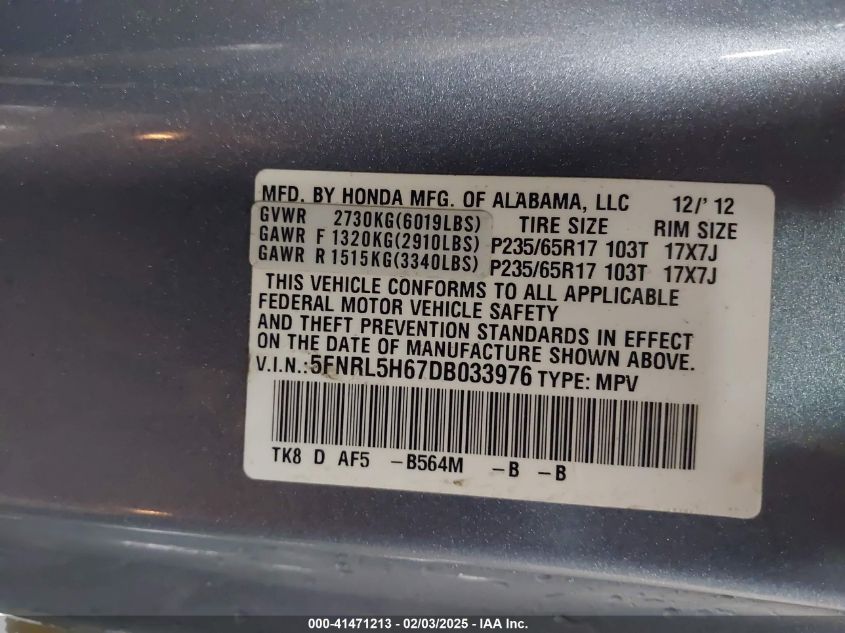 MFD. BY HONDA MFG. OF ALABAMA, LLC 12/' 12
GVWR 2730KG(6019LBS) TIRE SIZE RIM SIZE
GAWR F 1320KG(2910LBS) P235/65R17 103T 17X7J
GAWR R 1515KG(3340LBS) P235/65R17 103T 17X7J
THIS VEHICLE CONFORMS TO ALL APPLICABLE
FEDERAL MOTOR VEHICLE SAFETY
AND THEFT PREVENTION STANDARDS IN EFFECT
ON THE DATE OF MANUFACTURE SHOWN ABOVE.
V.I.N.:5FNRL5H67DB033976 TYPE: MPV
TK8 D AF5 -B564M -B -B
000-41471213 - 02/03/2025 - IAA Inc.